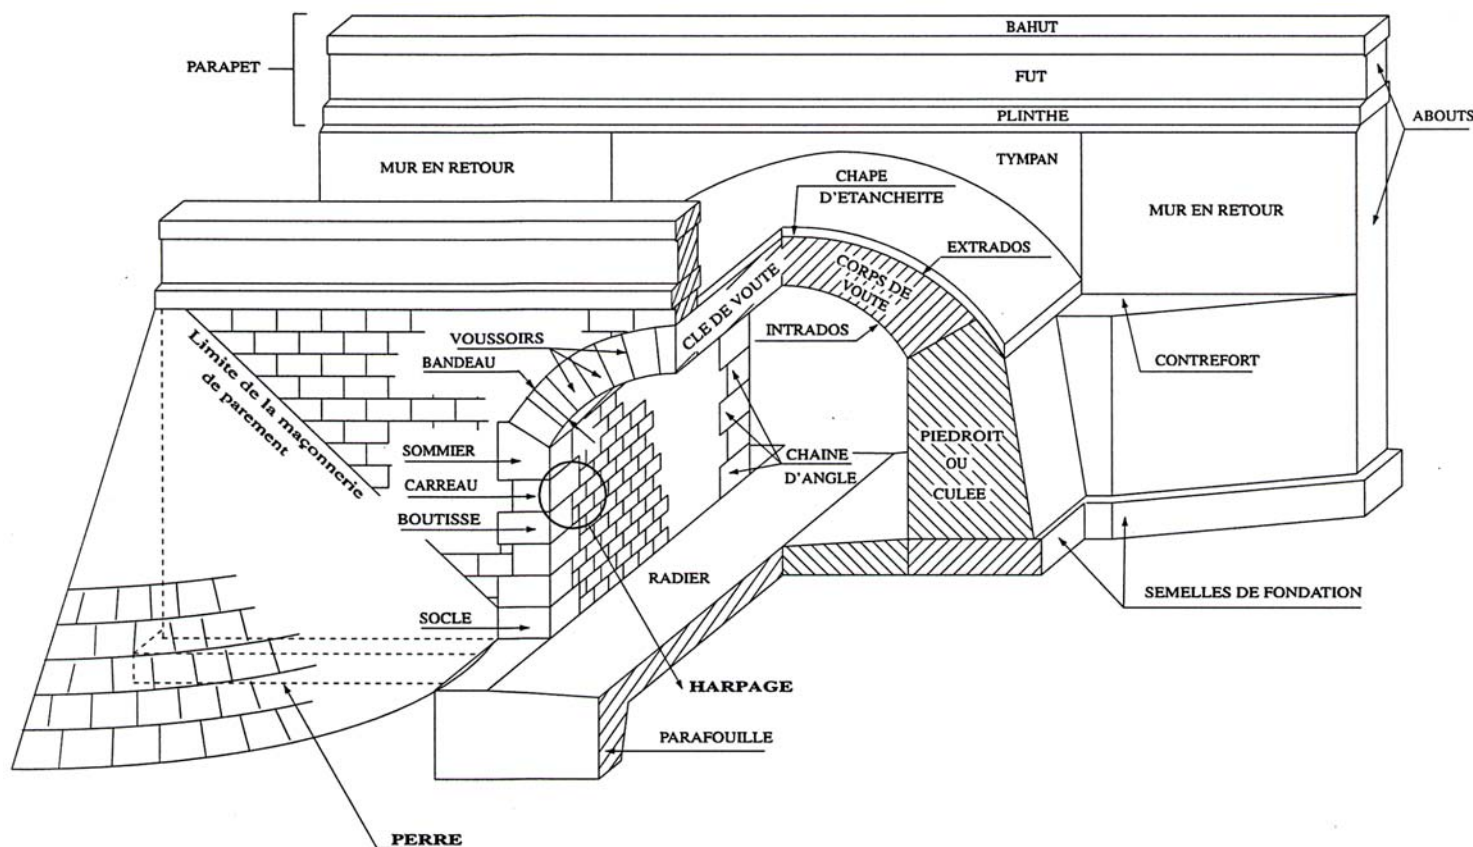 BAHUT
PARAPET
FUT
PLINTHE
ABOUTS
MUR EN RETOUR
TYMPAN
CHAPE
D'ETANCHEITE
MUR EN RETOUR
EXTRADOS
CORPS DE
VOUTE
CLE DE VOUTE
INTRADOS
VOUSSOIRS
BANDEAU
CONTREFORT
Limite de la maçonnerie
de parement
SOMMIER
CARREAU
BOUTISSE
CHAINE
D'ANGLE
PIEDROIT
OU
CULEE
RADIER
SEMELLES DE FONDATION
SOCLE
HARPAGE
PARAFOUILLE
PERRE